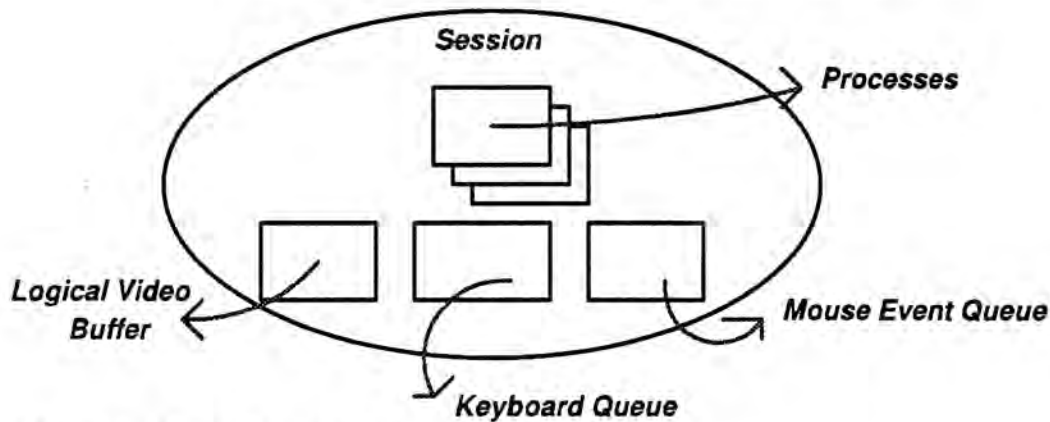 Session
Processes
Logical Video
Buffer
Mouse Event Queue
Keyboard Queue